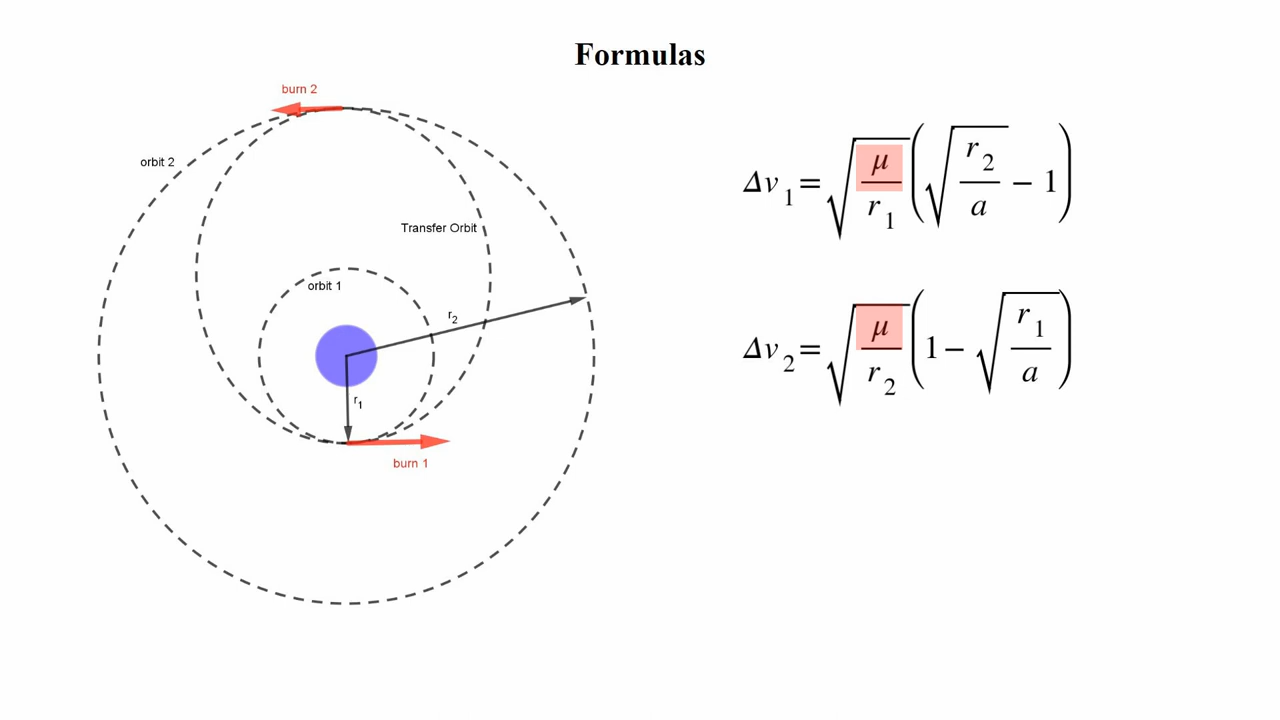 Formulas
burn 2
orbit 2
Transfer Orbit
orbit 1
r₂
r₁
burn 1
Δv₁ = √(μ/r₁) (√(r₂/a) − 1)
Δv₂ = √(μ/r₂) (1 − √(r₁/a))